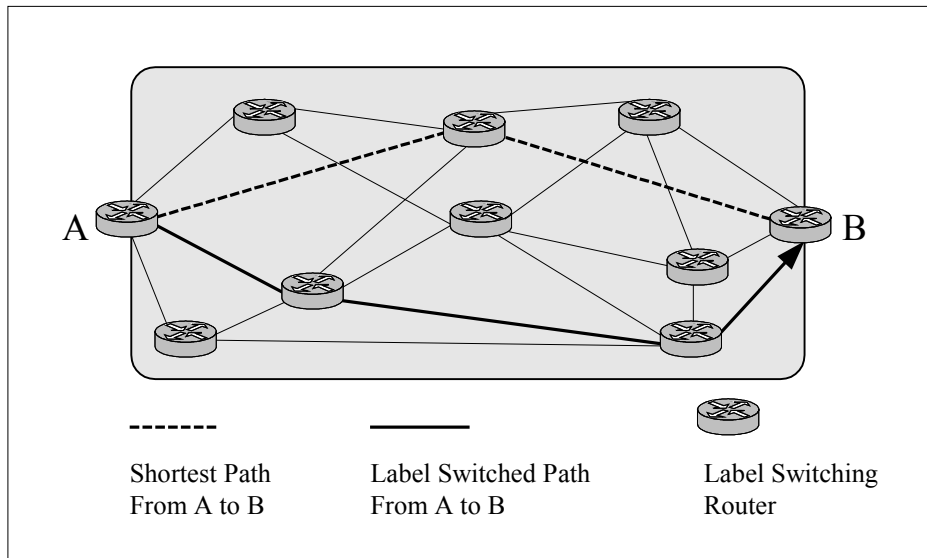 A
B
Shortest Path
From A to B
Label Switched Path
From A to B
Label Switching
Router